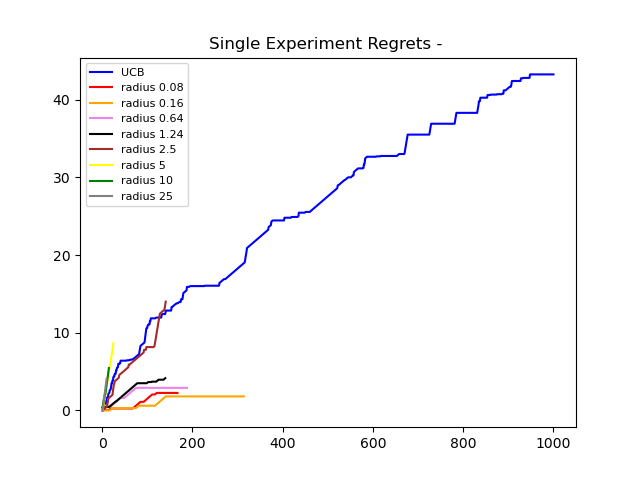 Single Experiment Regrets -
UCB
radius 0.08
radius 0.16
radius 0.64
radius 1.24
radius 2.5
radius 5
radius 10
radius 25
40
30
20
10
0
0 200 400 600 800 1000